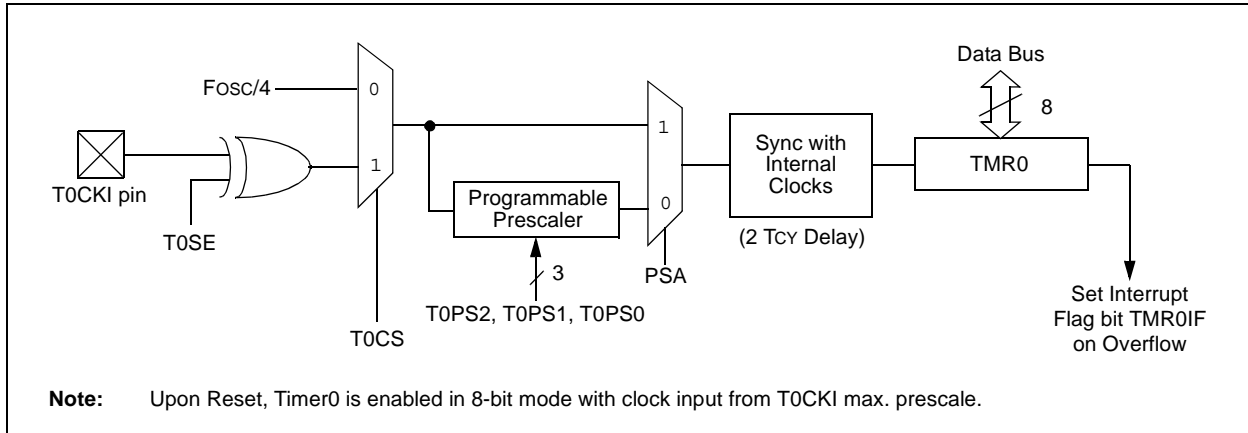 Data Bus
8
FOSC/4
0
1
T0CKI pin
T0SE
T0CS
Programmable
Prescaler
3
T0PS2, T0PS1, T0PS0
1
0
PSA
Sync with
Internal
Clocks
(2 TCY Delay)
TMR0
Set Interrupt
Flag bit TMR0IF
on Overflow
Note: Upon Reset, Timer0 is enabled in 8-bit mode with clock input from T0CKI max. prescale.